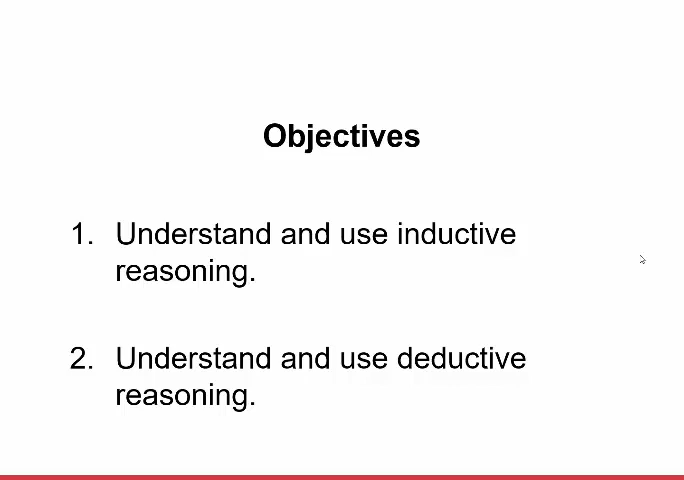 Objectives
1. Understand and use inductive
reasoning.
2. Understand and use deductive
reasoning.